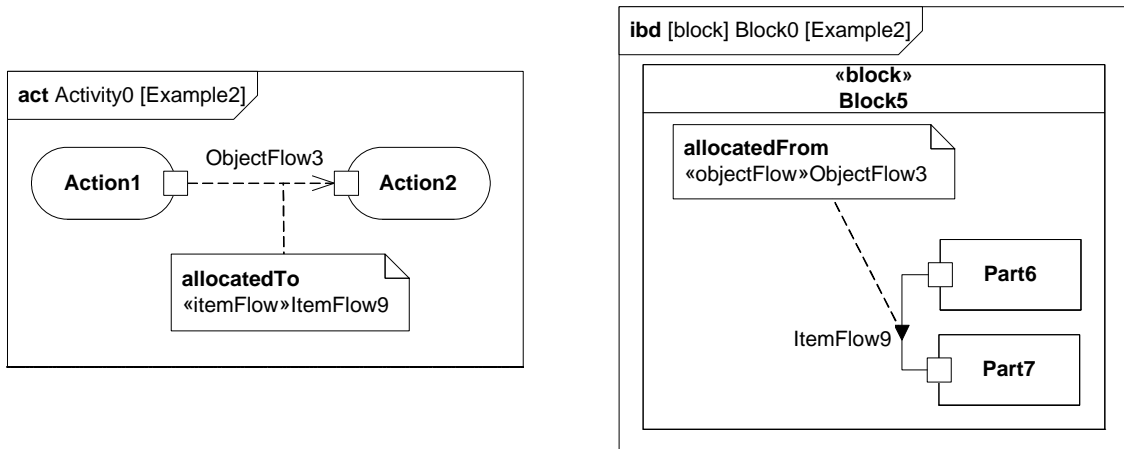 act Activity0 [Example2]
ObjectFlow3
Action1
Action2
allocatedTo
«itemFlow»ItemFlow9
ibd [block] Block0 [Example2]
«block»
Block5
allocatedFrom
«objectFlow»ObjectFlow3
Part6
ItemFlow9
Part7